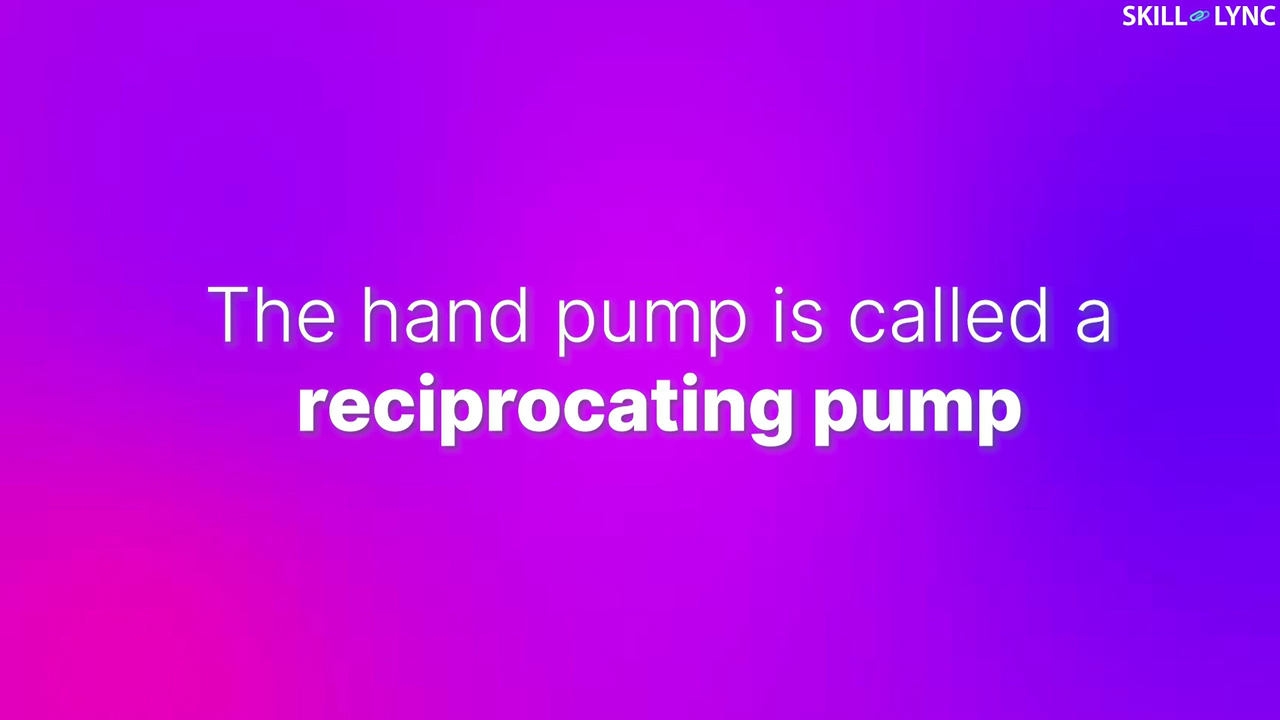 SKILL LYNC
The hand pump is called a
reciprocating pump